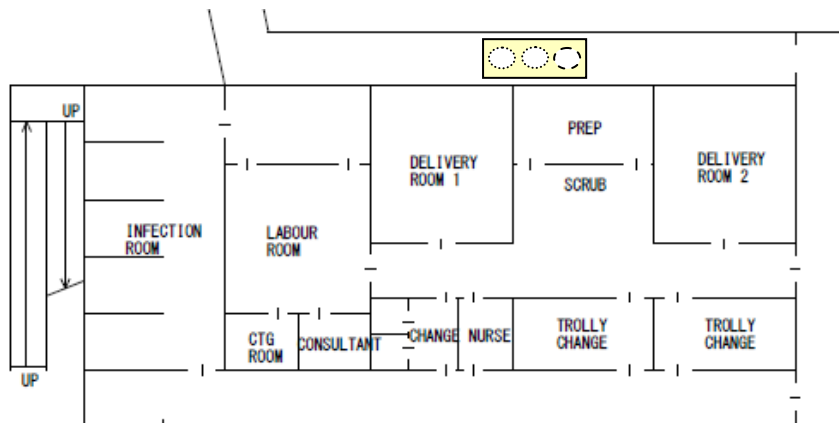 UP
PREP
DELIVERY
ROOM 1
DELIVERY
ROOM 2
SCRUB
INFECTION
ROOM
LABOUR
ROOM
CTG
ROOM
CONSULTANT
CHANGE
NURSE
TROLLY
CHANGE
TROLLY
CHANGE
UP